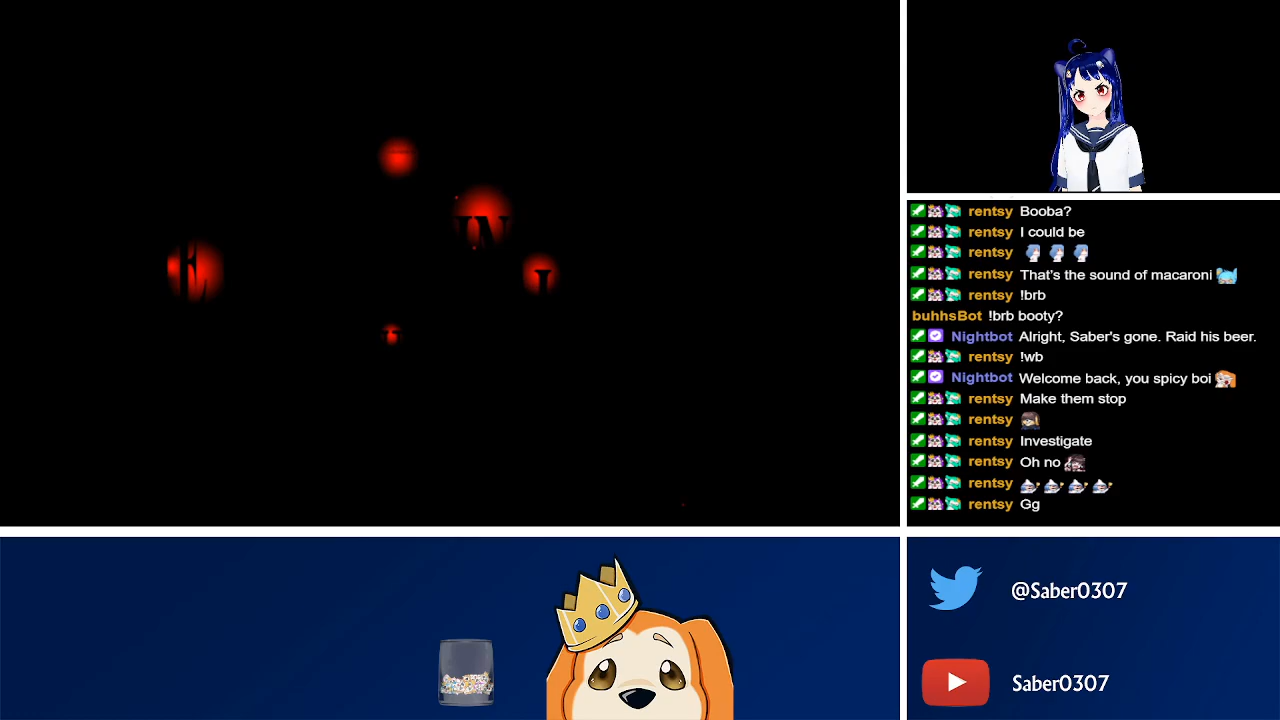 E
W
I
rentsy Booba?
rentsy I could be
rentsy
rentsy That's the sound of macaroni
rentsy !brb
buhhsBot !brb booty?
Nightbot Alright, Saber's gone. Raid his beer.
rentsy !wb
Nightbot Welcome back, you spicy boi
rentsy Make them stop
rentsy
rentsy Investigate
rentsy Oh no
rentsy
rentsy Gg
@Saber0307
Saber0307